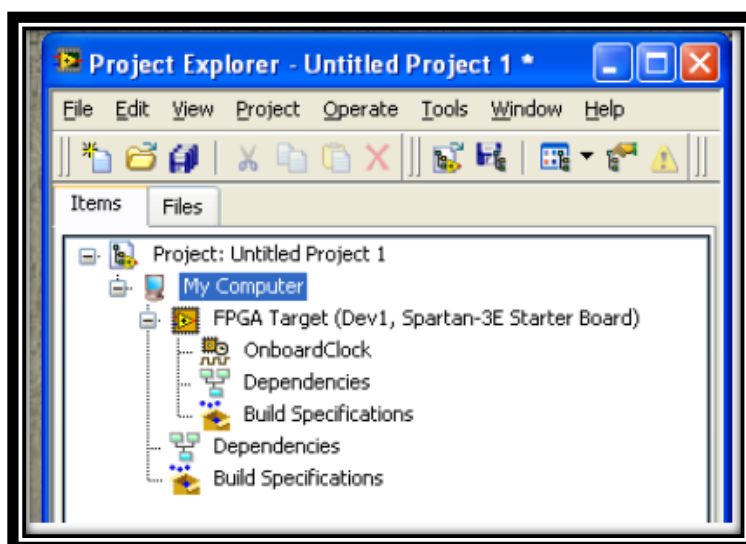 Project Explorer - Untitled Project 1 *
File Edit View Project Operate Tools Window Help
Items Files
Project: Untitled Project 1
My Computer
FPGA Target (Dev1, Spartan-3E Starter Board)
OnboardClock
Dependencies
Build Specifications
Dependencies
Build Specifications